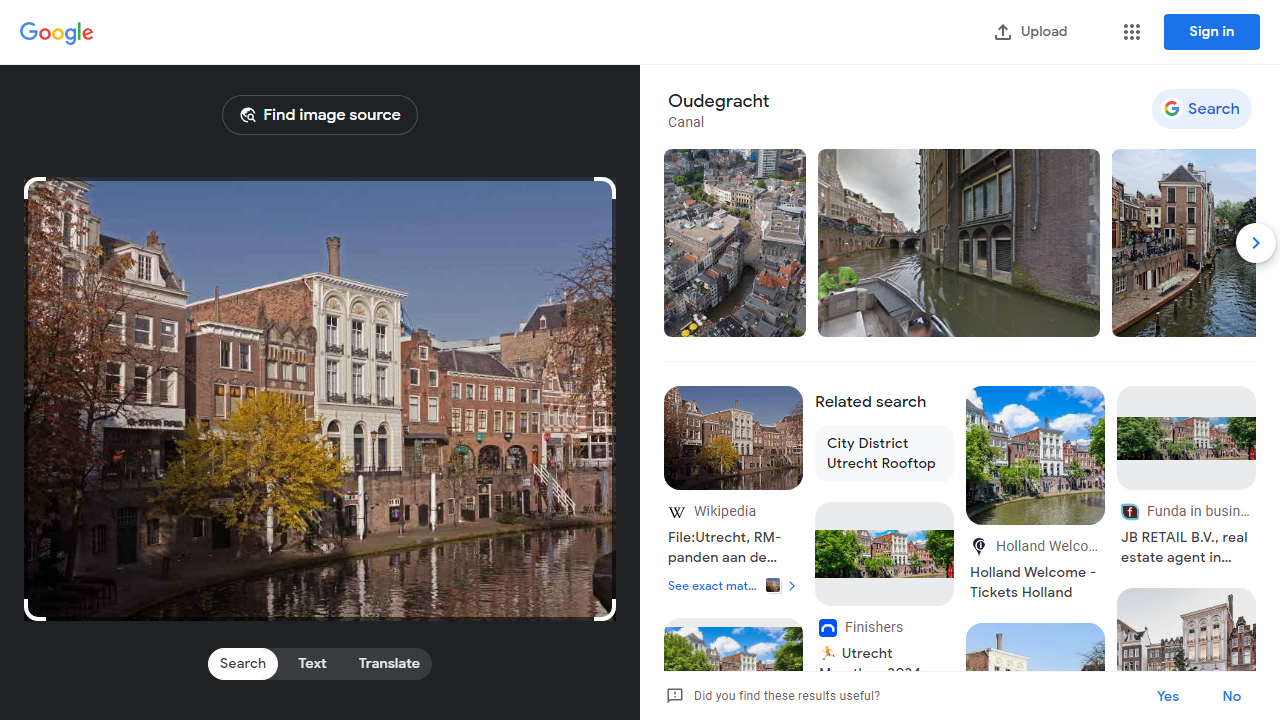 Google
Upload
Sign in
Find image source
Search
Text
Translate
Oudegracht
Canal
Search
Wikipedia
File:Utrecht, RM-
panden aan de...
See exact mat...
Related search
City District
Utrecht Rooftop
Finishers
🏃 Utrecht
Holland Welco...
Holland Welcome -
Tickets Holland
Funda in busin...
JB RETAIL B.V., real
estate agent in...
Did you find these results useful?
Yes
No